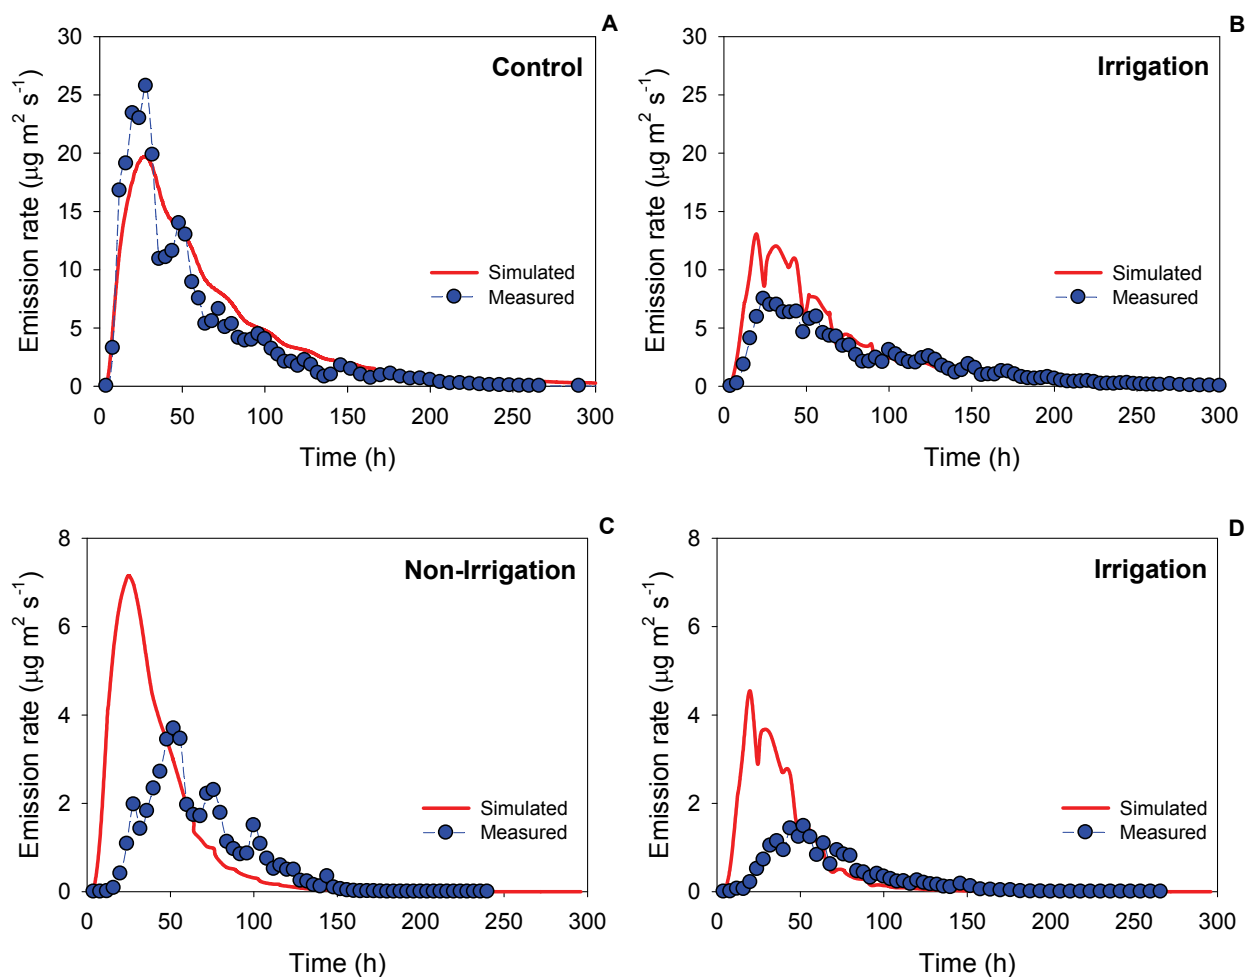 A
Control
Emission rate (μg m² s⁻¹)
30
25
20
15
10
5
0
Simulated
Measured
0 50 100 150 200 250 300
Time (h)
B
Irrigation
Emission rate (μg m² s⁻¹)
30
25
20
15
10
5
0
Simulated
Measured
0 50 100 150 200 250 300
Time (h)
C
Non-Irrigation
Emission rate (μg m² s⁻¹)
8
6
4
2
0
Simulated
Measured
0 50 100 150 200 250 300
Time (h)
D
Irrigation
Emission rate (μg m² s⁻¹)
8
6
4
2
0
Simulated
Measured
0 50 100 150 200 250 300
Time (h)